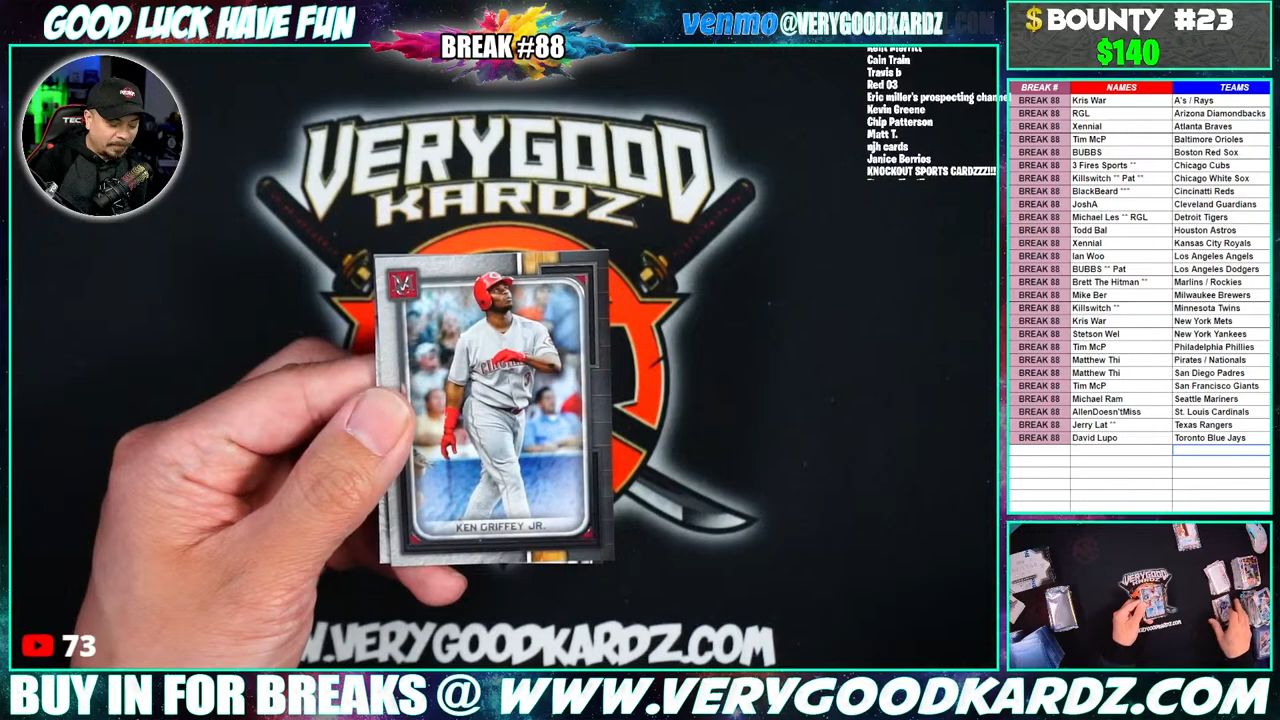 GOOD LUCK HAVE FUN
BREAK #88
venmo @VERYGOODKARDZ .COM
$ BOUNTY #23
$140
Cain Train
Travis b
Red 03
Eric miller's prospecting channel
Kevin Greene
Chip Patterson
Matt T.
njh cards
Janice Berrios
KNOCKOUT SPORTS CARDZZZ!!!
BREAK # NAMES TEAMS
BREAK 88 Kris War A's / Rays
BREAK 88 RGL Arizona Diamondbacks
BREAK 88 Xennial Atlanta Braves
BREAK 88 Tim McP Baltimore Orioles
BREAK 88 BUBBS Boston Red Sox
BREAK 88 3 Fires Sports ** Chicago Cubs
BREAK 88 Killswitch ** Pat ** Chicago White Sox
BREAK 88 BlackBeard *** Cincinatti Reds
BREAK 88 JoshA Cleveland Guardians
BREAK 88 Michael Les ** RGL Detroit Tigers
BREAK 88 Todd Bal Houston Astros
BREAK 88 Xennial Kansas City Royals
BREAK 88 Ian Woo Los Angeles Angels
BREAK 88 BUBBS ** Pat Los Angeles Dodgers
BREAK 88 Brett The Hitman ** Marlins / Rockies
BREAK 88 Mike Ber Milwaukee Brewers
BREAK 88 Killswitch ** Minnesota Twins
BREAK 88 Kris War New York Mets
BREAK 88 Stetson Wel New York Yankees
BREAK 88 Tim McP Philadelphia Phillies
BREAK 88 Matthew Thi Pirates / Nationals
BREAK 88 Matthew Thi San Diego Padres
BREAK 88 Tim McP San Francisco Giants
BREAK 88 Michael Ram Seattle Mariners
BREAK 88 AllenDoesn'tMiss St. Louis Cardinals
BREAK 88 Jerry Lat ** Texas Rangers
BREAK 88 David Lupo Toronto Blue Jays
VERYGOOD
KARDZ
M
CINCINNATI
KEN GRIFFEY JR.
W.VERYGOODKARDZ.COM
73
VERYGOOD
KARDZ
BUY IN FOR BREAKS @ WWW.VERYGOODKARDZ.COM